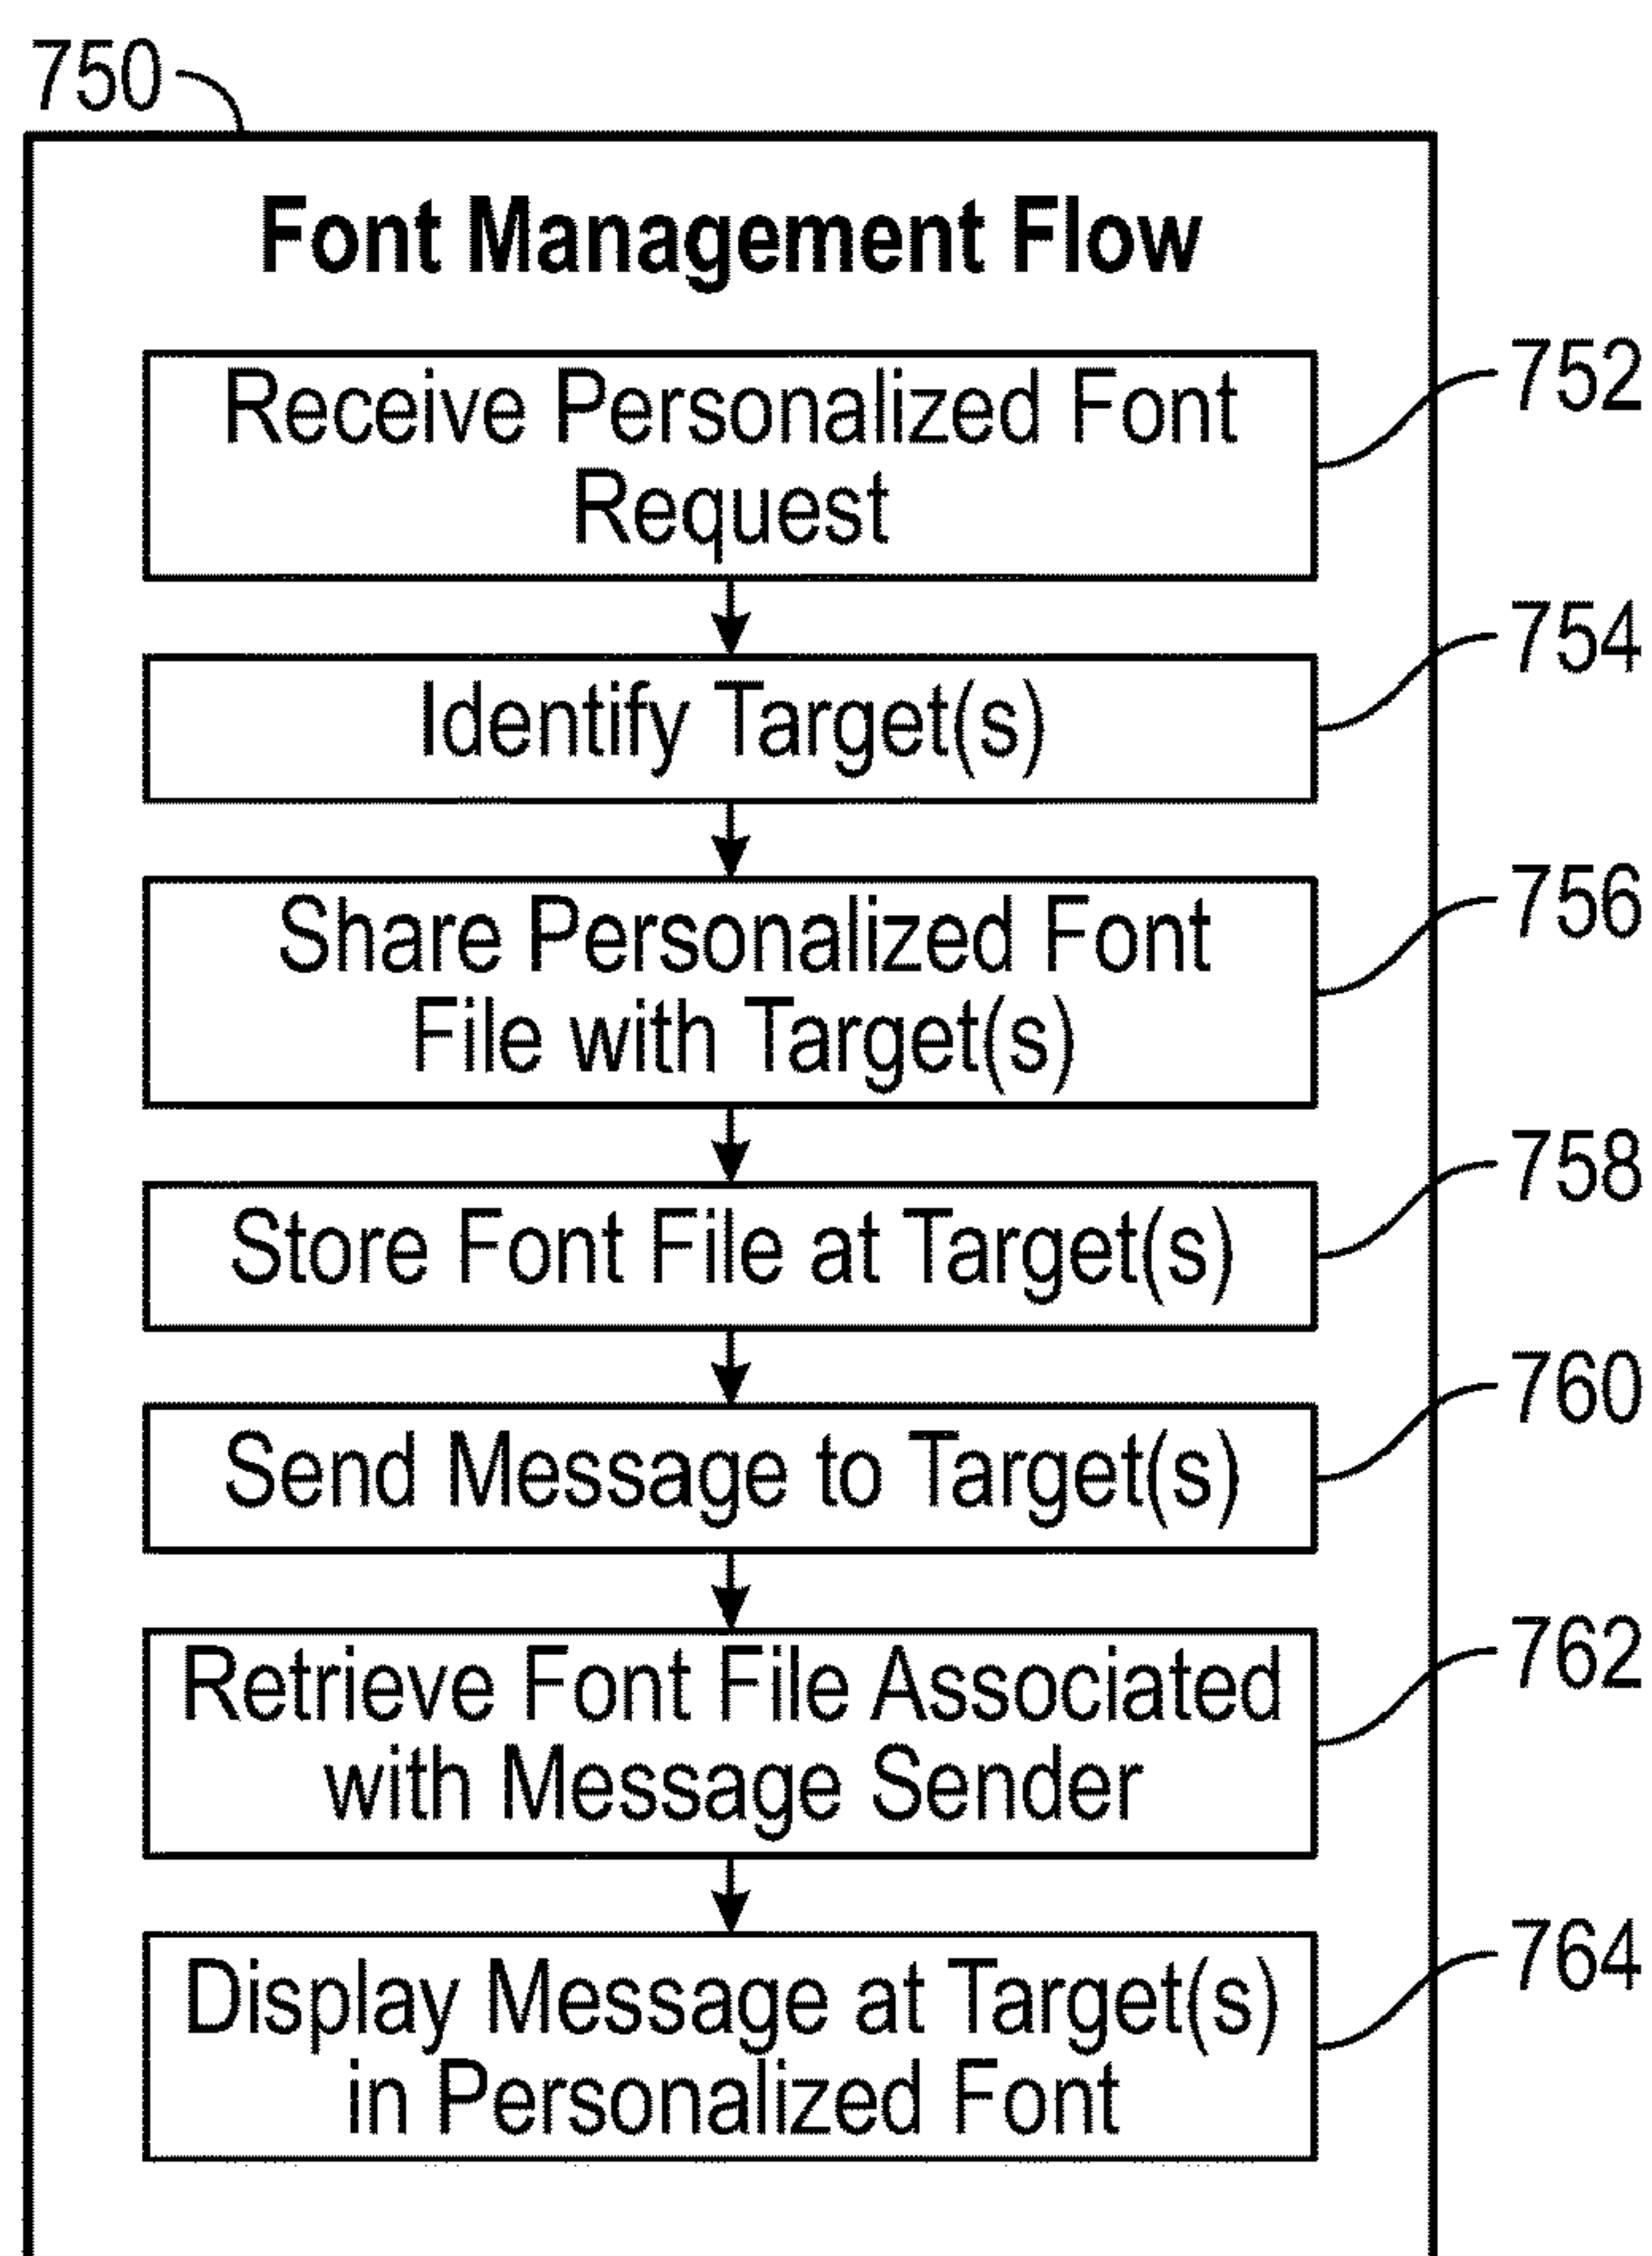 750
Font Management Flow
Receive Personalized Font
Request
752
Identify Target(s)
754
Share Personalized Font
File with Target(s)
756
Store Font File at Target(s)
758
Send Message to Target(s)
760
Retrieve Font File Associated
with Message Sender
762
Display Message at Target(s)
in Personalized Font
764